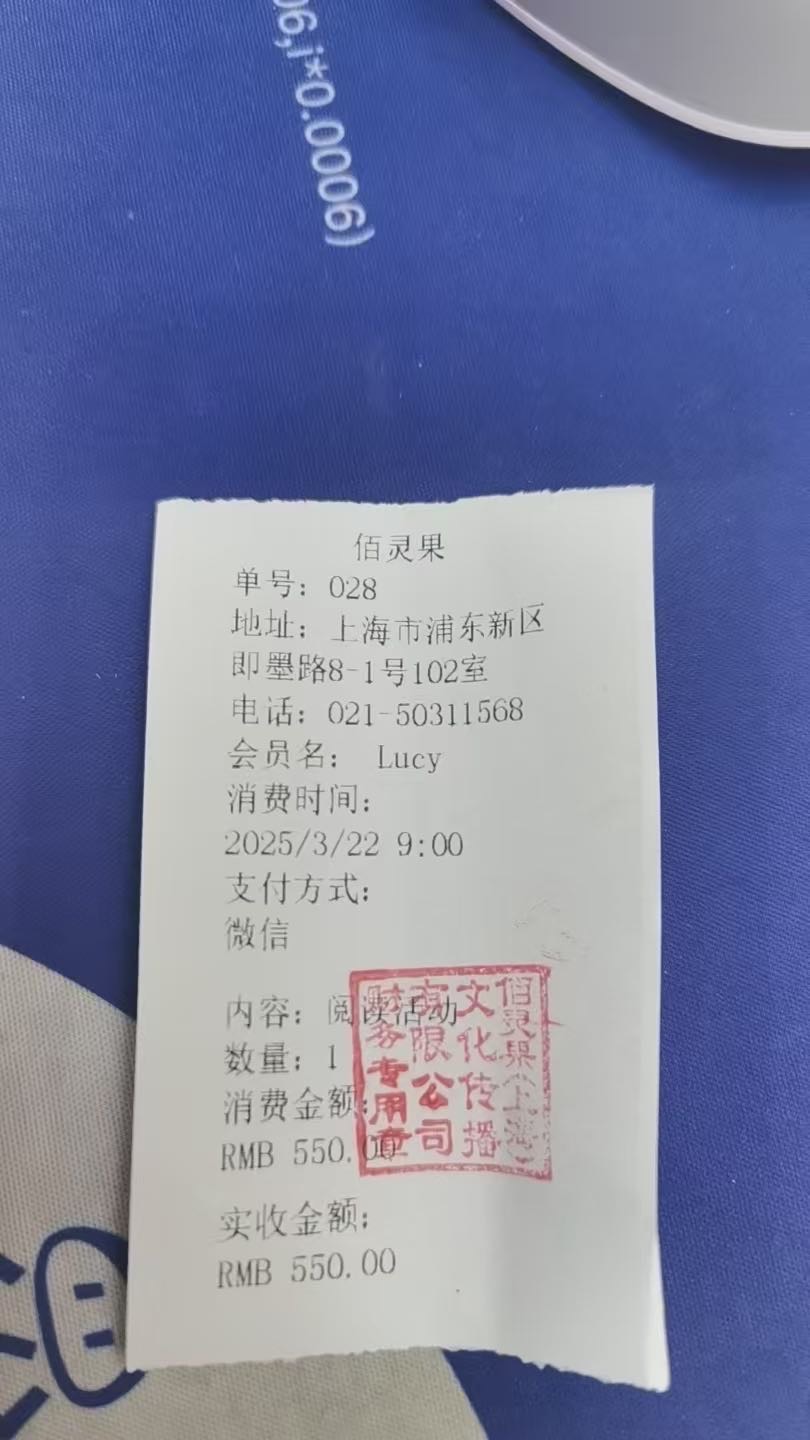 06,i*0.0006)
佰灵果
单号：028
地址：上海市浦东新区
即墨路8-1号102室
电话：021-50311568
会员名： Lucy
消费时间：
2025/3/22 9:00
支付方式：
微信
内容：阅读活动
数量：1
消费金额：
RMB 550.00
实收金额：
RMB 550.00
佰灵果（上海）
文化传播
有限公司
财务专用章